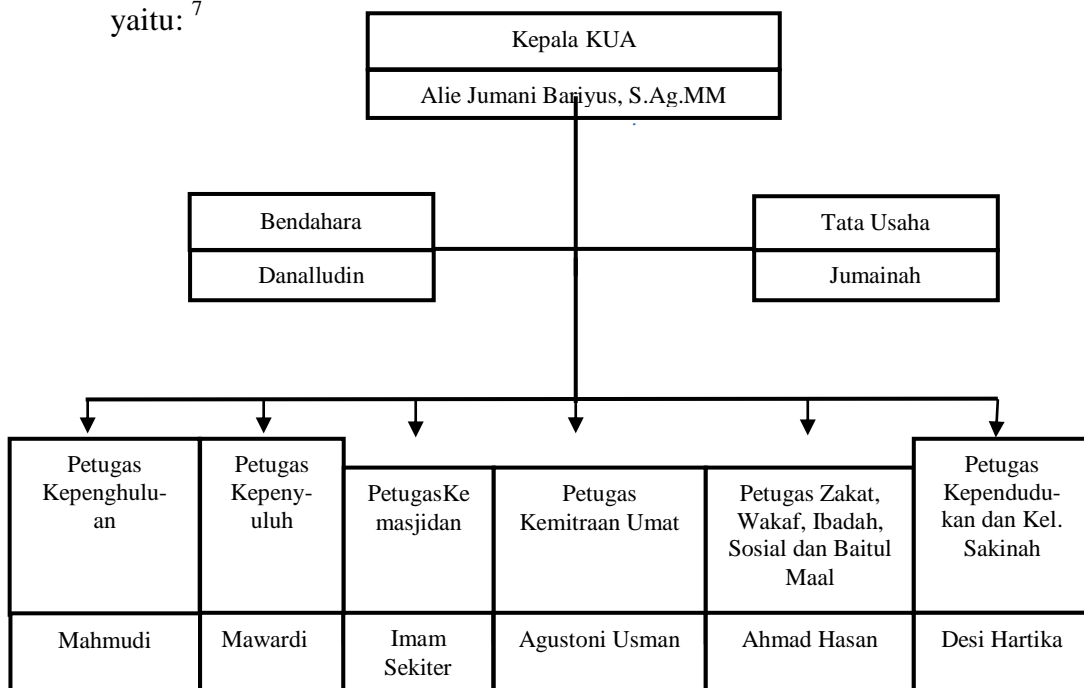 yaitu: 7
Kepala KUA
Alie Jumani Bariyus, S.Ag.MM
Bendahara
Danalludin
Tata Usaha
Jumainah
Petugas
Kepenghulu-
an
Mahmudi
Petugas
Kepeny-
uluh
Mawardi
PetugasKe
masjidan
Imam
Sekiter
Petugas
Kemitraan Umat
Agustoni Usman
Petugas Zakat,
Wakaf, Ibadah,
Sosial dan Baitul
Maal
Ahmad Hasan
Petugas
Kependudu-
kan dan Kel.
Sakinah
Desi Hartika